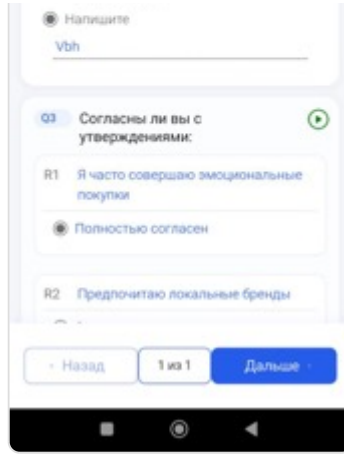 Напишите
Vbh
Q3 Согласны ли вы с
утверждениями:
R1 Я часто совершаю эмоциональные
покупки
Полностью согласен
R2 Предпочитаю локальные бренды
Назад 1 из 1 Дальше